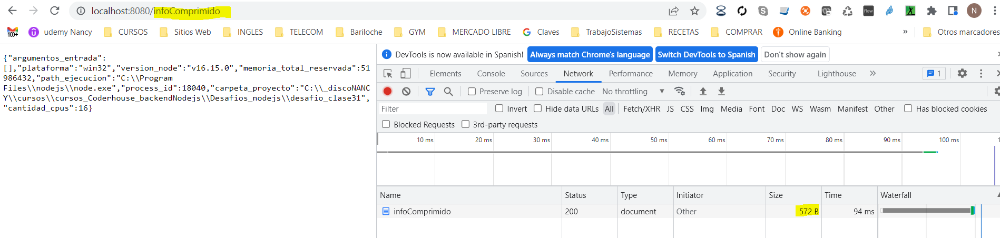 localhost:8080/infoComprimido
N
100+
udemy Nancy CURSOS Sitios Web INGLES TELECOM Bariloche GYM MERCADO LIBRE Claves TrabajoSistemas RECETAS COMPRAR Online Banking » Otros marcadores
{"argumentos_entrada":
[],"plataforma":"win32","version_node":"v16.15.0","memoria_total_reservada":51
986432,"path_ejecucion":"C:\\Program
Files\\nodejs\\node.exe","process_id":18040,"carpeta_proyecto":"C:\\_discoNANC
Y\\cursos\\cursos_Coderhouse_backendNodejs\\Desafios_nodejs\\desafio_clase31",
"cantidad_cpus":16}
DevTools is now available in Spanish! Always match Chrome's language Switch DevTools to Spanish Don't show again
Elements Console Sources Network Performance Memory Application Security Lighthouse » 1
Preserve log Disable cache No throttling
Filter Invert Hide data URLs All Fetch/XHR JS CSS Img Media Font Doc WS Wasm Manifest Other Has blocked cookies
Blocked Requests 3rd-party requests
10 ms 20 ms 30 ms 40 ms 50 ms 60 ms 70 ms 80 ms 90 ms 100 ms 1
Name Status Type Initiator Size Time Waterfall
infoComprimido 200 document Other 572 B 94 ms